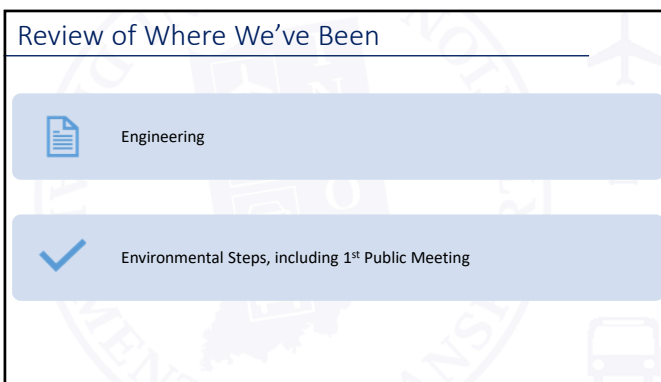 Review of Where We've Been
Engineering
Environmental Steps, including 1st Public Meeting